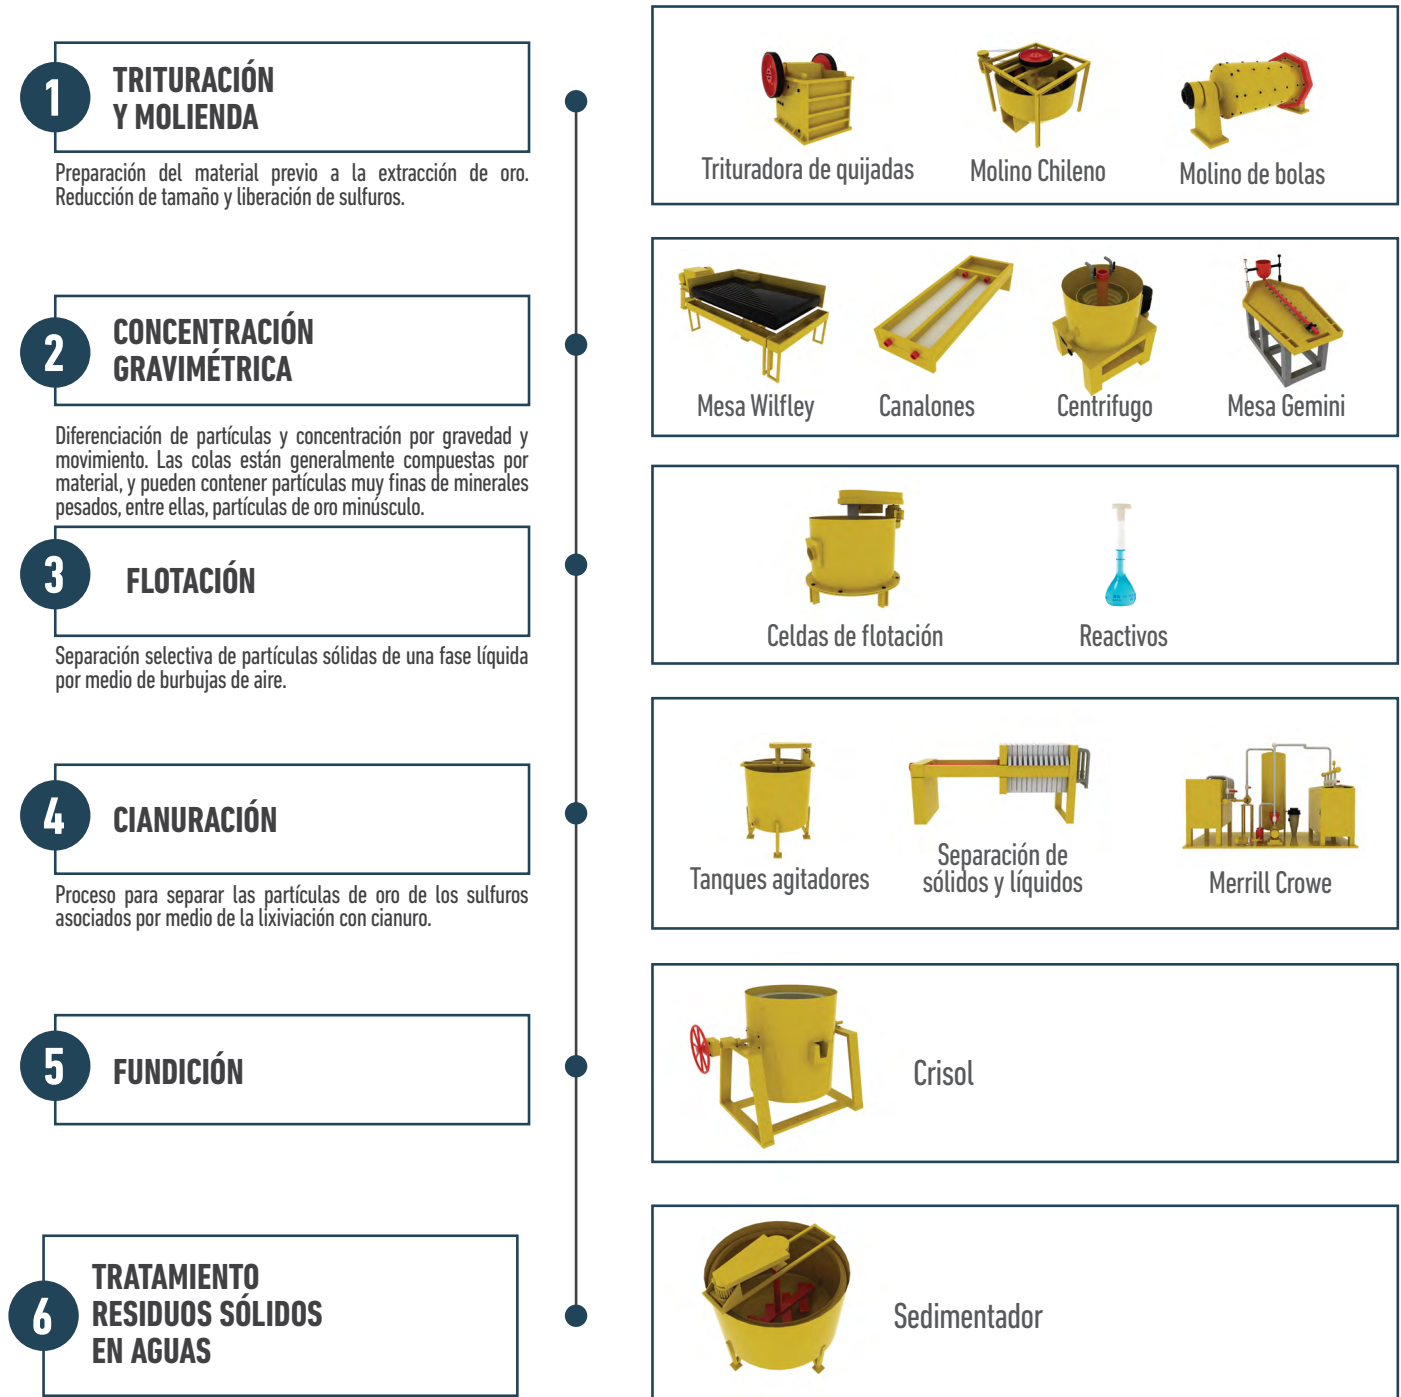 1
TRITURACIÓN
Y MOLIENDA
Preparación del material previo a la extracción de oro.
Reducción de tamaño y liberación de sulfuros.
Trituradora de quijadas
Molino Chileno
Molino de bolas
2
CONCENTRACIÓN
GRAVIMÉTRICA
Diferenciación de partículas y concentración por gravedad y
movimiento. Las colas están generalmente compuestas por
material, y pueden contener partículas muy finas de minerales
pesados, entre ellas, partículas de oro minúsculo.
Mesa Wilfley
Canalones
Centrifugo
Mesa Gemini
3
FLOTACIÓN
Separación selectiva de partículas sólidas de una fase líquida
por medio de burbujas de aire.
Celdas de flotación
Reactivos
4
CIANURACIÓN
Proceso para separar las partículas de oro de los sulfuros
asociados por medio de la lixiviación con cianuro.
Tanques agitadores
Separación de
sólidos y líquidos
Merrill Crowe
5
FUNDICIÓN
Crisol
6
TRATAMIENTO
RESIDUOS SÓLIDOS
EN AGUAS
Sedimentador